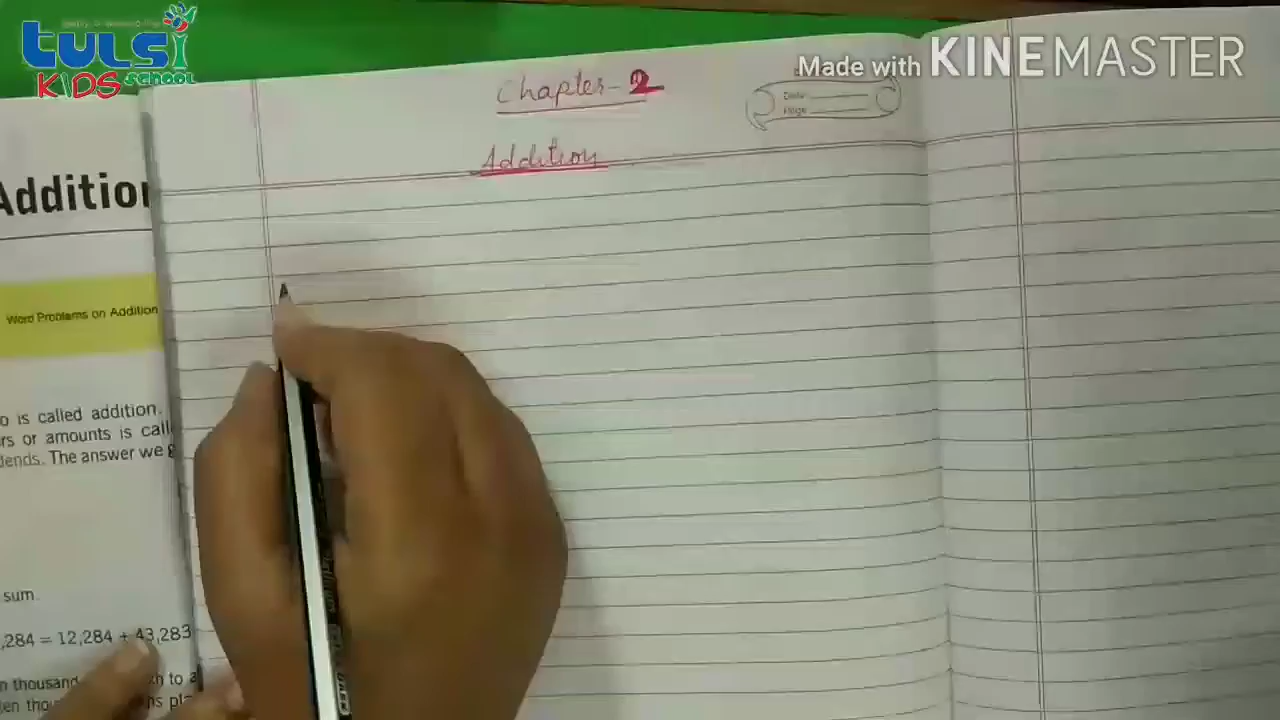 TULSI
KIDS SCHOOL
Made with KINEMASTER
Chapter-2
Date
Page
Addition
Addition
Word Problems on Addition
o is called addition.
rs or amounts is call
dends. The answer we g
sum.
,284 = 12,284 + 43,283
n thousand